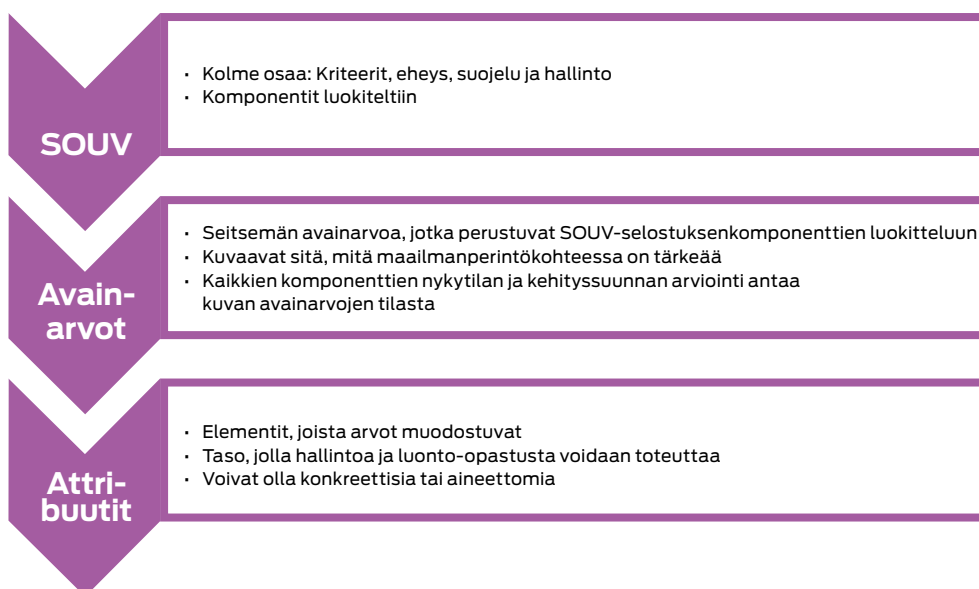 SOUV
· Kolme osaa: Kriteerit, eheys, suojelu ja hallinto
· Komponentit luokiteltiin
Avain-
arvot
· Seitsemän avainarvoa, jotka perustuvat SOUV-selostuksenkomponenttien luokitteluun
· Kuvaavat sitä, mitä maailmanperintökohteessa on tärkeää
· Kaikkien komponenttien nykytilan ja kehityssuunnan arviointi antaa
kuvan avainarvojen tilasta
Attri-
buutit
· Elementit, joista arvot muodostuvat
· Taso, jolla hallintoa ja luonto-opastusta voidaan toteuttaa
· Voivat olla konkreettisia tai aineettomia